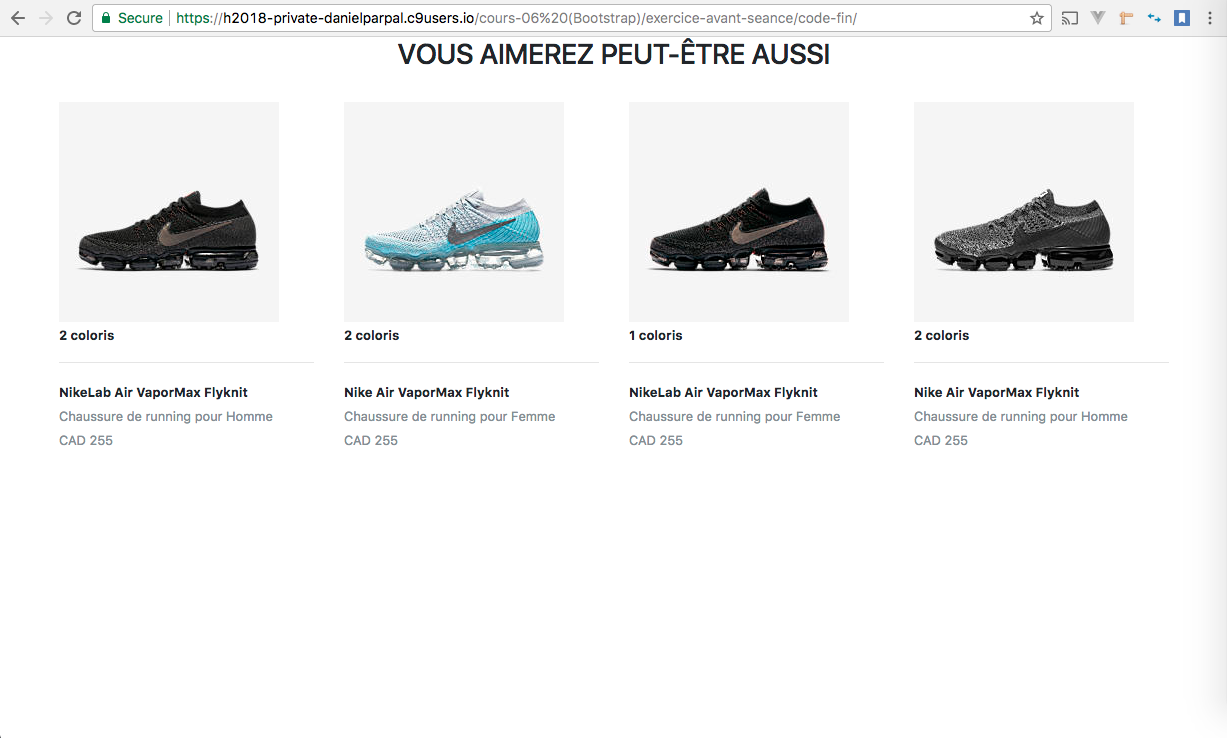 Secure
https://h2018-private-danielparpal.c9users.io/cours-06%20(Bootstrap)/exercice-avant-seance/code-fin/
VOUS AIMEREZ PEUT-ÊTRE AUSSI
2 coloris
NikeLab Air VaporMax Flyknit
Chaussure de running pour Homme
CAD 255
2 coloris
Nike Air VaporMax Flyknit
Chaussure de running pour Femme
CAD 255
1 coloris
NikeLab Air VaporMax Flyknit
Chaussure de running pour Femme
CAD 255
2 coloris
Nike Air VaporMax Flyknit
Chaussure de running pour Homme
CAD 255